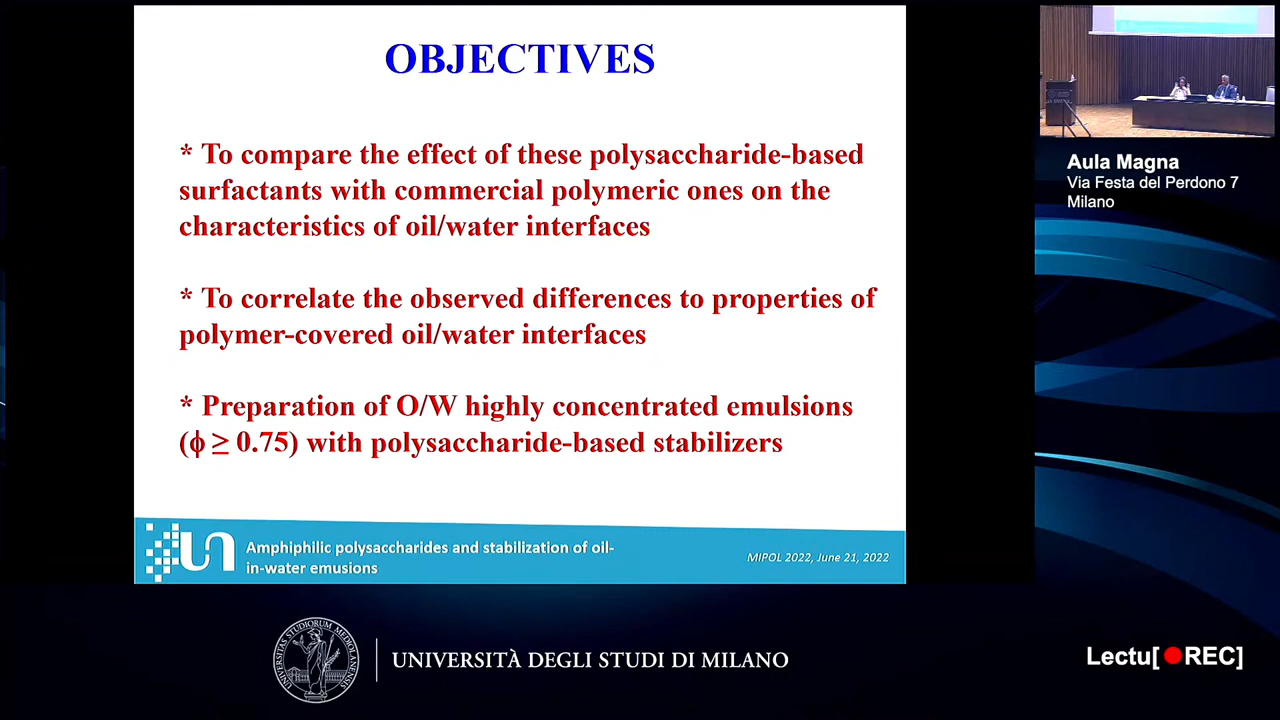 OBJECTIVES
* To compare the effect of these polysaccharide-based
surfactants with commercial polymeric ones on the
characteristics of oil/water interfaces
* To correlate the observed differences to properties of
polymer-covered oil/water interfaces
* Preparation of O/W highly concentrated emulsions
(ϕ ≥ 0.75) with polysaccharide-based stabilizers
Amphiphilic polysaccharides and stabilization of oil-
in-water emusions
MIPOL 2022, June 21, 2022
Aula Magna
Via Festa del Perdono 7
Milano
STUDIORUM MEDIOLANENSIS
UNIVERSITÀ DEGLI STUDI DI MILANO
Lectu[REC]